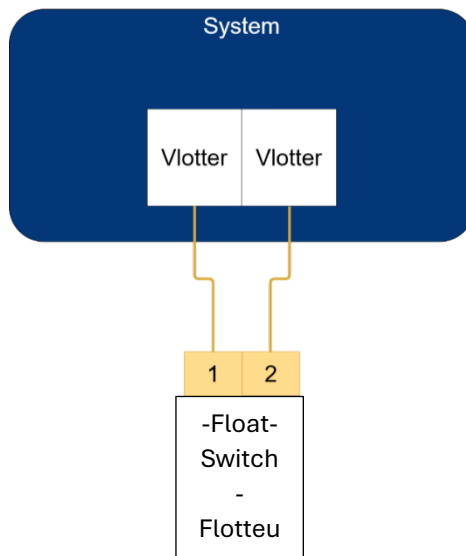 System
Vlotter Vlotter
1 2
-Float-
Switch
-
Flotteu